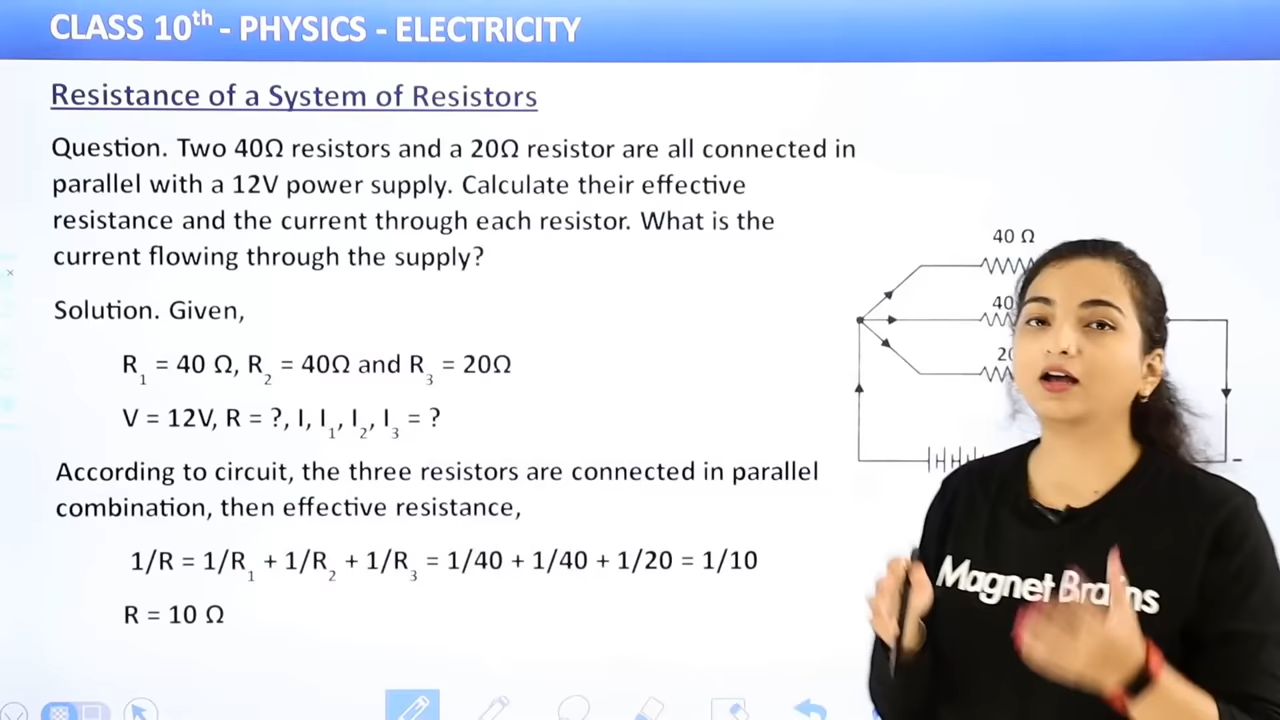 CLASS 10th - PHYSICS - ELECTRICITY
Resistance of a System of Resistors
Question. Two 40Ω resistors and a 20Ω resistor are all connected in
parallel with a 12V power supply. Calculate their effective
resistance and the current through each resistor. What is the
current flowing through the supply?
Solution. Given,
R1 = 40 Ω, R2 = 40Ω and R3 = 20Ω
V = 12V, R = ?, I, I1, I2, I3 = ?
According to circuit, the three resistors are connected in parallel
combination, then effective resistance,
1/R = 1/R1 + 1/R2 + 1/R3 = 1/40 + 1/40 + 1/20 = 1/10
R = 10 Ω
40 Ω
40
-
Magnet Brains